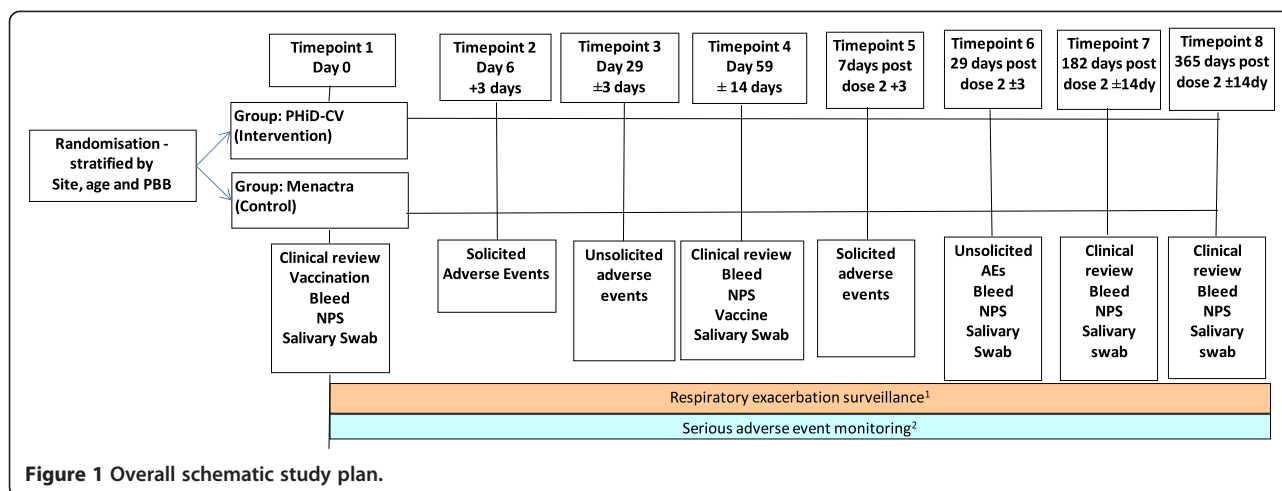 Timepoint 1
Day 0
Timepoint 2
Day 6
+3 days
Timepoint 3
Day 29
±3 days
Timepoint 4
Day 59
± 14 days
Timepoint 5
7days post
dose 2 +3
Timepoint 6
29 days post
dose 2 ±3
Timepoint 7
182 days post
dose 2 ±14dy
Timepoint 8
365 days post
dose 2 ±14dy
Randomisation -
stratified by
Site, age and PBB
Group: PHiD-CV
(Intervention)
Group: Menactra
(Control)
Clinical review
Vaccination
Bleed
NPS
Salivary Swab
Solicited
Adverse Events
Unsolicited
adverse
events
Clinical review
Bleed
NPS
Vaccine
Salivary Swab
Solicited
adverse
events
Unsolicited
AEs
Bleed
NPS
Salivary
Swab
Clinical
review
Bleed
NPS
Salivary
swab
Clinical
review
Bleed
NPS
Salivary
swab
Respiratory exacerbation surveillance1
Serious adverse event monitoring2
Figure 1 Overall schematic study plan.